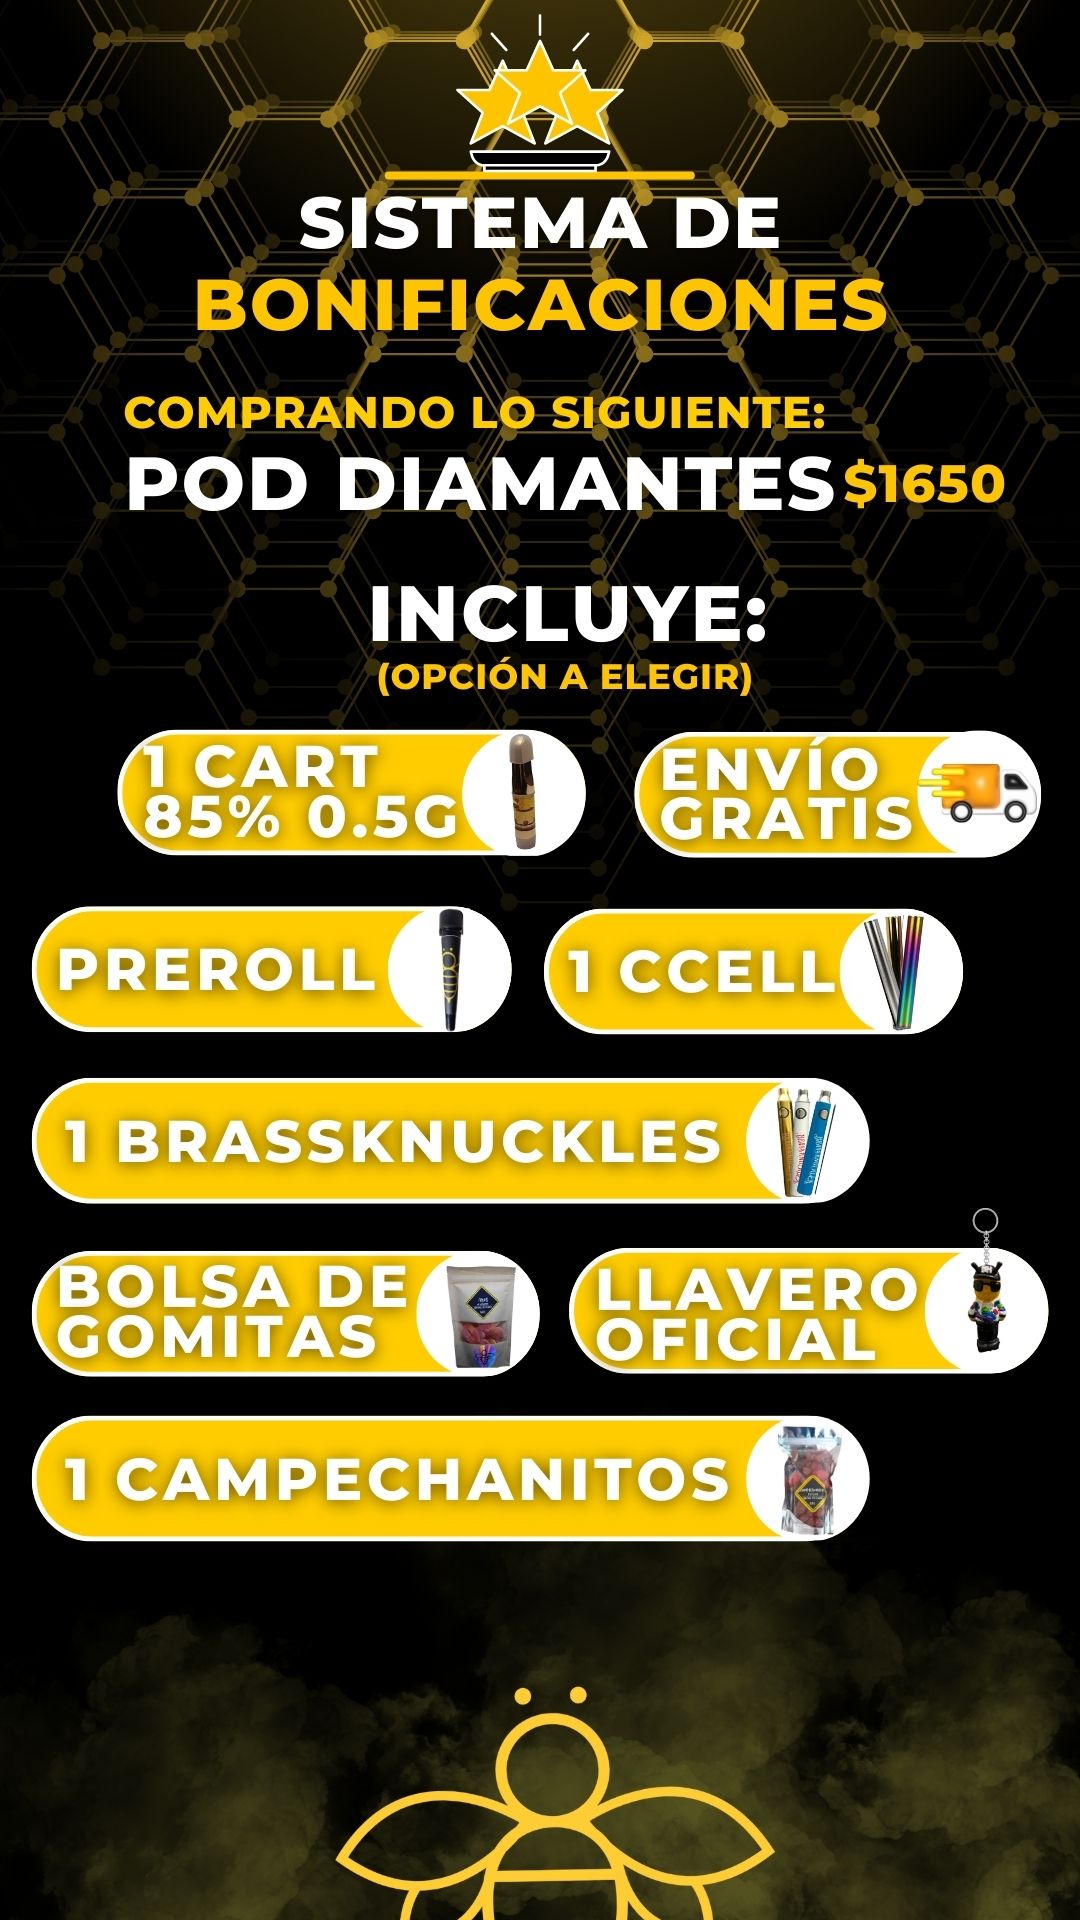 SISTEMA DE
BONIFICACIONES
COMPRANDO LO SIGUIENTE:
POD DIAMANTES $1650
INCLUYE:
(OPCIÓN A ELEGIR)
1 CART
85% 0.5G
ENVÍO
GRATIS
PREROLL
1 CCELL
1 BRASSKNUCKLES
BOLSA DE
GOMITAS
LLAVERO
OFICIAL
1 CAMPECHANITOS